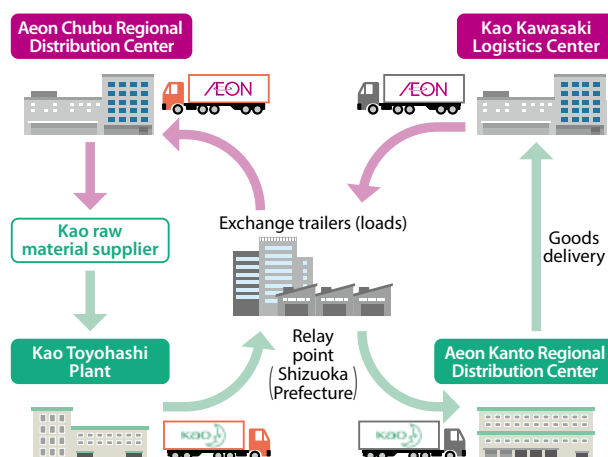 Aeon Chubu Regional
Distribution Center
Kao Kawasaki
Logistics Center
ÆON
ÆON
Exchange trailers (loads)
Kao raw
material supplier
Goods
delivery
Kao Toyohashi
Plant
Relay
point
(Shizuoka
Prefecture)
Aeon Kanto Regional
Distribution Center
kao
kao